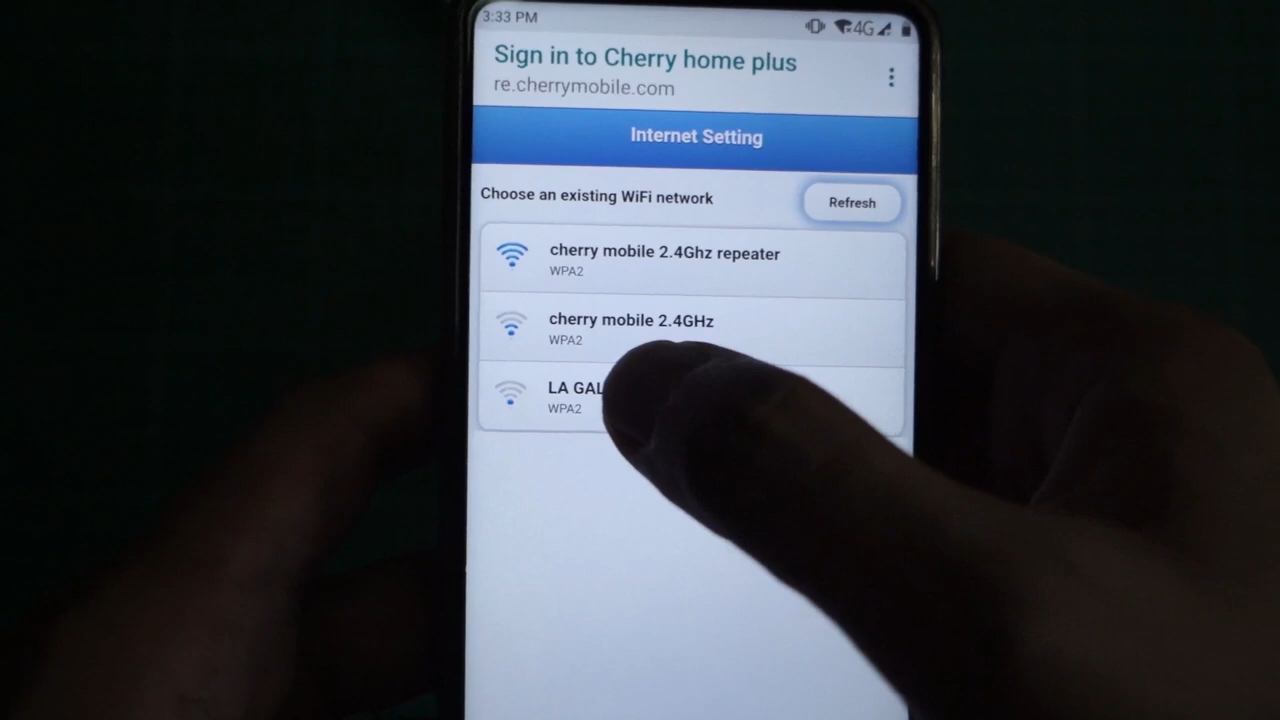 3:33 PM
4G
Sign in to Cherry home plus
re.cherrymobile.com
Internet Setting
Choose an existing WiFi network
Refresh
cherry mobile 2.4Ghz repeater
WPA2
cherry mobile 2.4GHz
WPA2
LA
WPA2